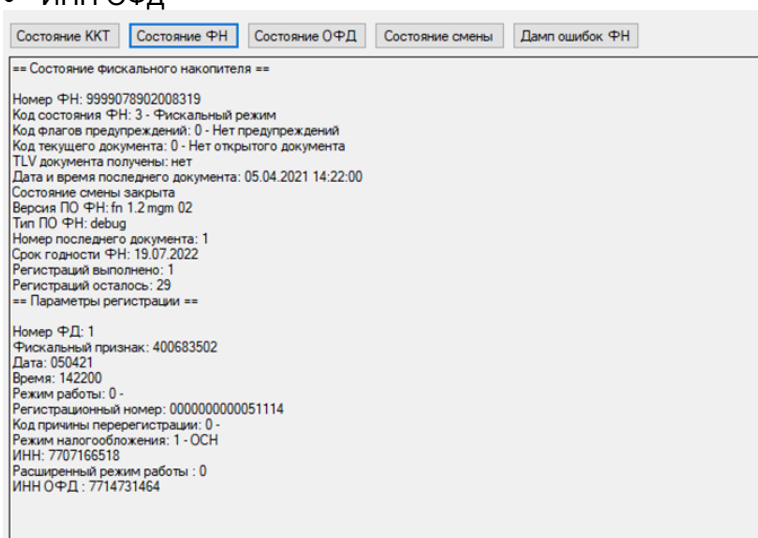 ИНН ОФД
Состояние ККТ Состояние ФН Состояние ОФД Состояние смены Дамп ошибок ФН
== Состояние фискального накопителя ==
Номер ФН: 9999078902008319
Код состояния ФН: 3 - Фискальный режим
Код флагов предупреждений: 0 - Нет предупреждений
Код текущего документа: 0 - Нет открытого документа
TLV документа получены: нет
Дата и время последнего документа: 05.04.2021 14:22:00
Состояние смены закрыта
Версия ПО ФН: fn 1.2 mgm 02
Тип ПО ФН: debug
Номер последнего документа: 1
Срок годности ФН: 19.07.2022
Регистраций выполнено: 1
Регистраций осталось: 29
== Параметры регистрации ==
Номер ФД: 1
Фискальный признак: 400683502
Дата: 050421
Время: 142200
Режим работы: 0 -
Регистрационный номер: 0000000000051114
Код причины перерегистрации: 0 -
Режим налогообложения: 1 - ОСН
ИНН: 7707166518
Расширенный режим работы : 0
ИНН ОФД : 7714731464